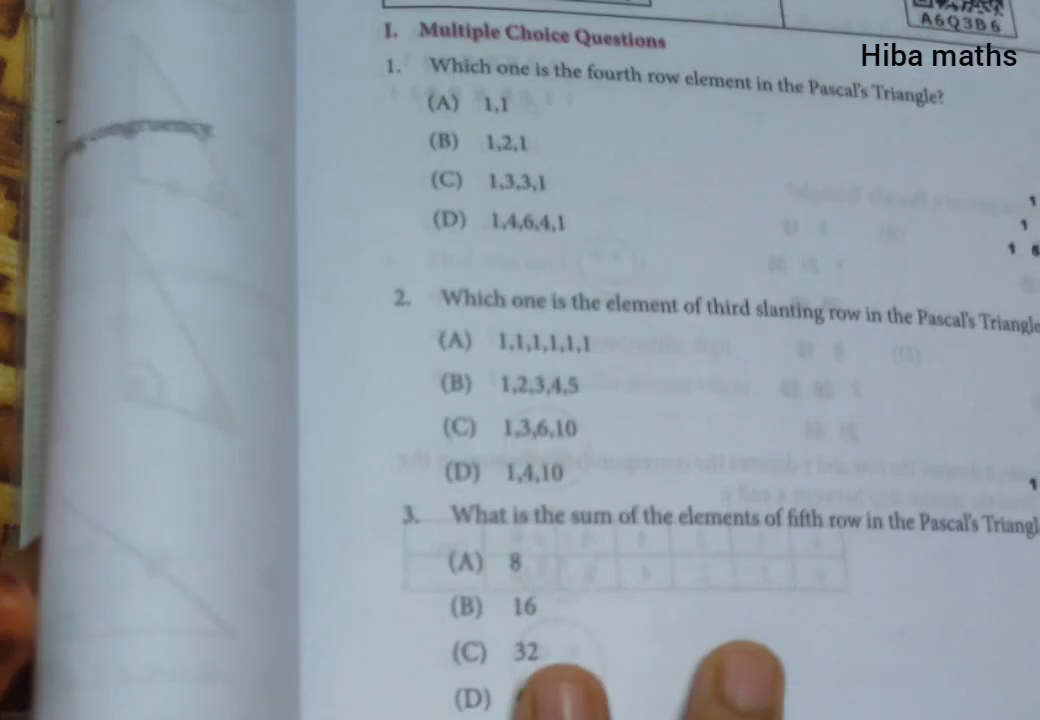 A6Q3B6
Hiba maths
I. Multiple Choice Questions
1. Which one is the fourth row element in the Pascal's Triangle?
(A) 1,1
(B) 1,2,1
(C) 1,3,3,1
(D) 1,4,6,4,1
2. Which one is the element of third slanting row in the Pascal's Triangle
(A) 1,1,1,1,1,1
(B) 1,2,3,4,5
(C) 1,3,6,10
(D) 1,4,10
3. What is the sum of the elements of fifth row in the Pascal's Triangl
(A) 8
(B) 16
(C) 32
(D)